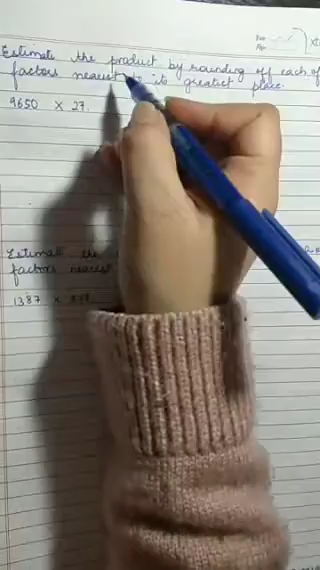 Estimate the product by rounding off each of
factors nearest to its greatest place.
9650 × 27.
Estimate the
factors nearest
1387 ×